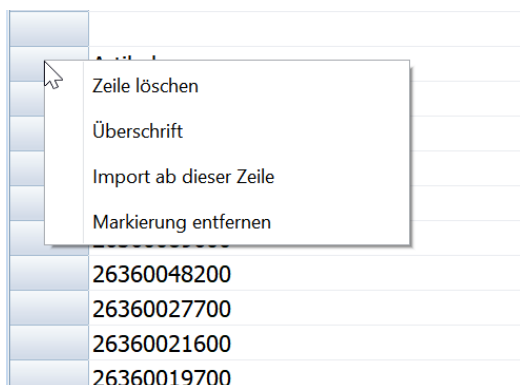 Zeile löschen
Überschrift
Import ab dieser Zeile
Markierung entfernen
26360048200
26360027700
26360021600
26360019700